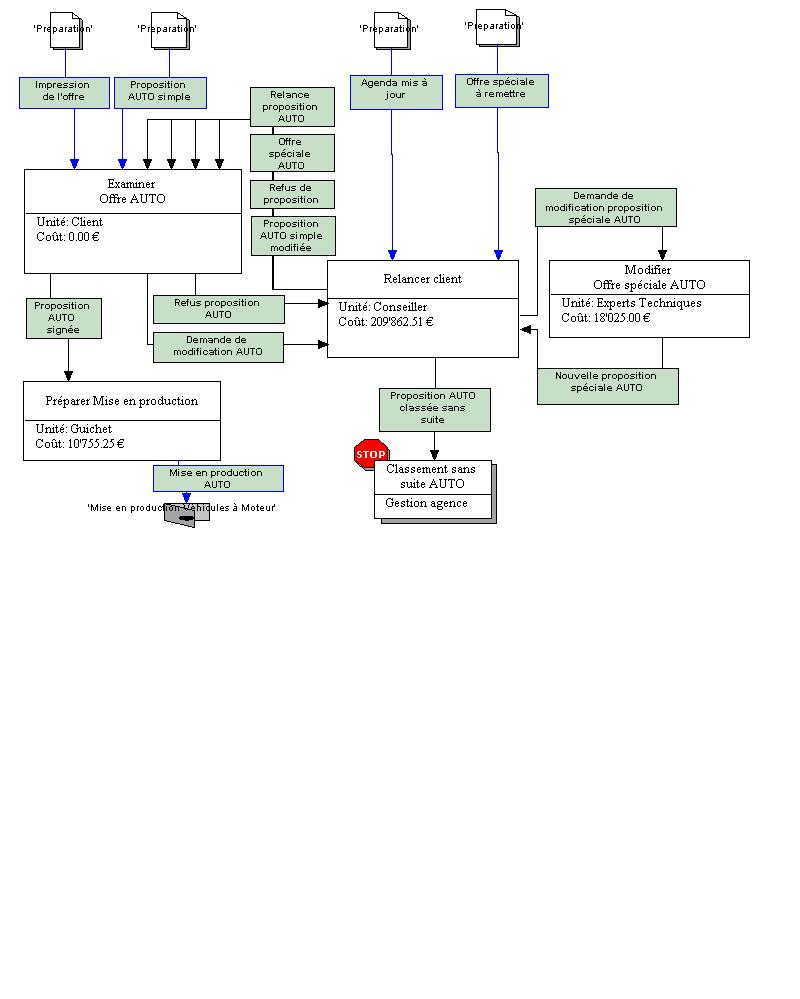 'Preparation'
'Preparation'
'Preparation'
'Preparation'
Impression
de l'offre
Proposition
AUTO simple
Relance
proposition
AUTO
Agenda mis à
jour
Offre spéciale
à remettre
Offre
spéciale
AUTO
Refus de
proposition
Proposition
AUTO simple
modifiée
Examiner
Offre AUTO
Unité: Client
Coût: 0.00 €
Demande de
modification proposition
spéciale AUTO
Relancer client
Unité: Conseiller
Coût: 209'862.51 €
Modifier
Offre spéciale AUTO
Unité: Experts Techniques
Coût: 18'025.00 €
Proposition
AUTO
signée
Refus proposition
AUTO
Demande de
modification AUTO
Nouvelle proposition
spéciale AUTO
Préparer Mise en production
Unité: Guichet
Coût: 10'755.25 €
Proposition AUTO
classée sans
suite
STOP
Classement sans
suite AUTO
Gestion agence
Mise en production
AUTO
'Mise en production Véhicules à Moteur'